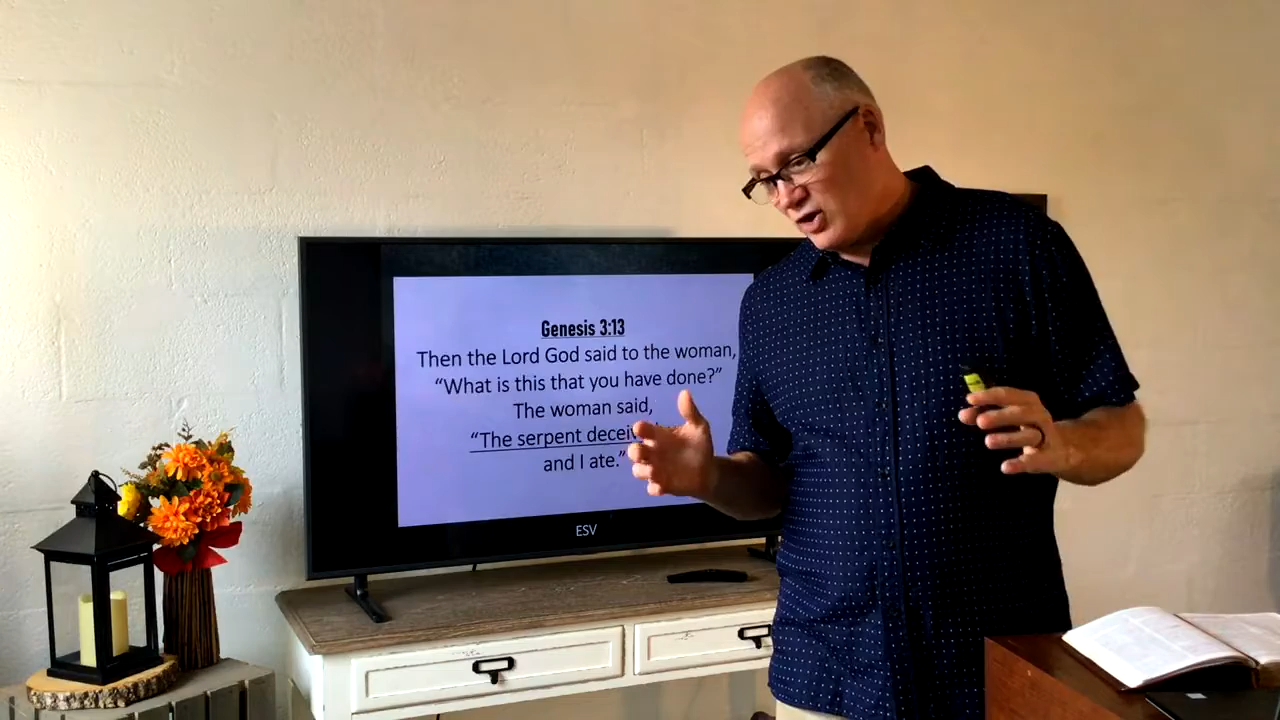 Genesis 3:13
Then the Lord God said to the woman,
“What is this that you have done?”
The woman said,
“The serpent
and I ate.”
ESV